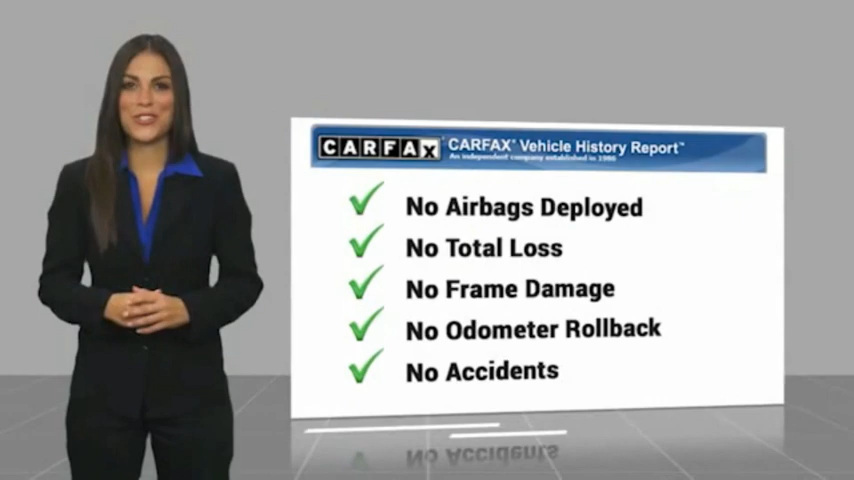 CARFAX CARFAX® Vehicle History Report™
An independent company established in 1986
No Airbags Deployed
No Total Loss
No Frame Damage
No Odometer Rollback
No Accidents